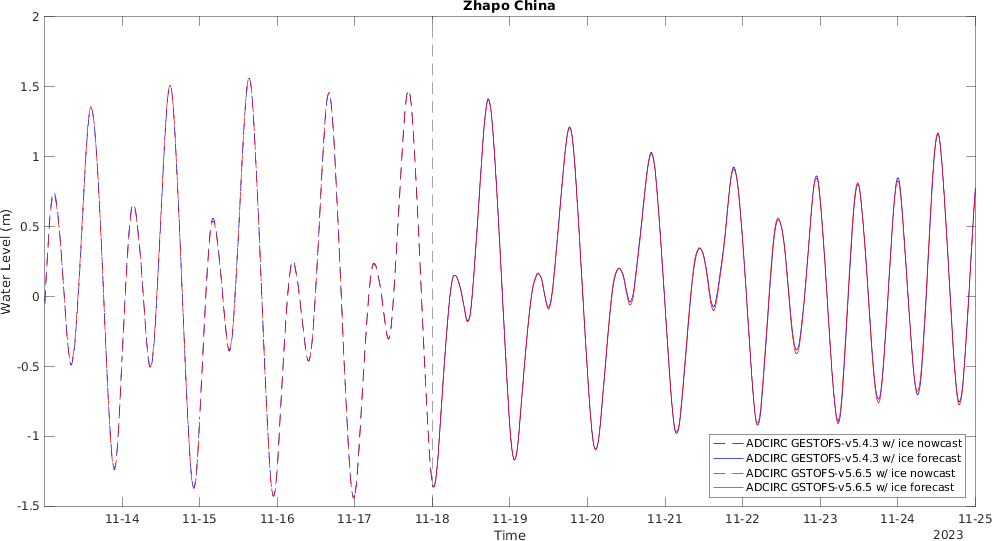 Zhapo China
2
1.5
1
0.5
0
-0.5
-1
-1.5
Water Level (m)
11-14 11-15 11-16 11-17 11-18 11-19 11-20 11-21 11-22 11-23 11-24 11-25
Time
2023
ADCIRC GESTOFS-v5.4.3 w/ ice nowcast
ADCIRC GESTOFS-v5.4.3 w/ ice forecast
ADCIRC GSTOFS-v5.6.5 w/ ice nowcast
ADCIRC GSTOFS-v5.6.5 w/ ice forecast